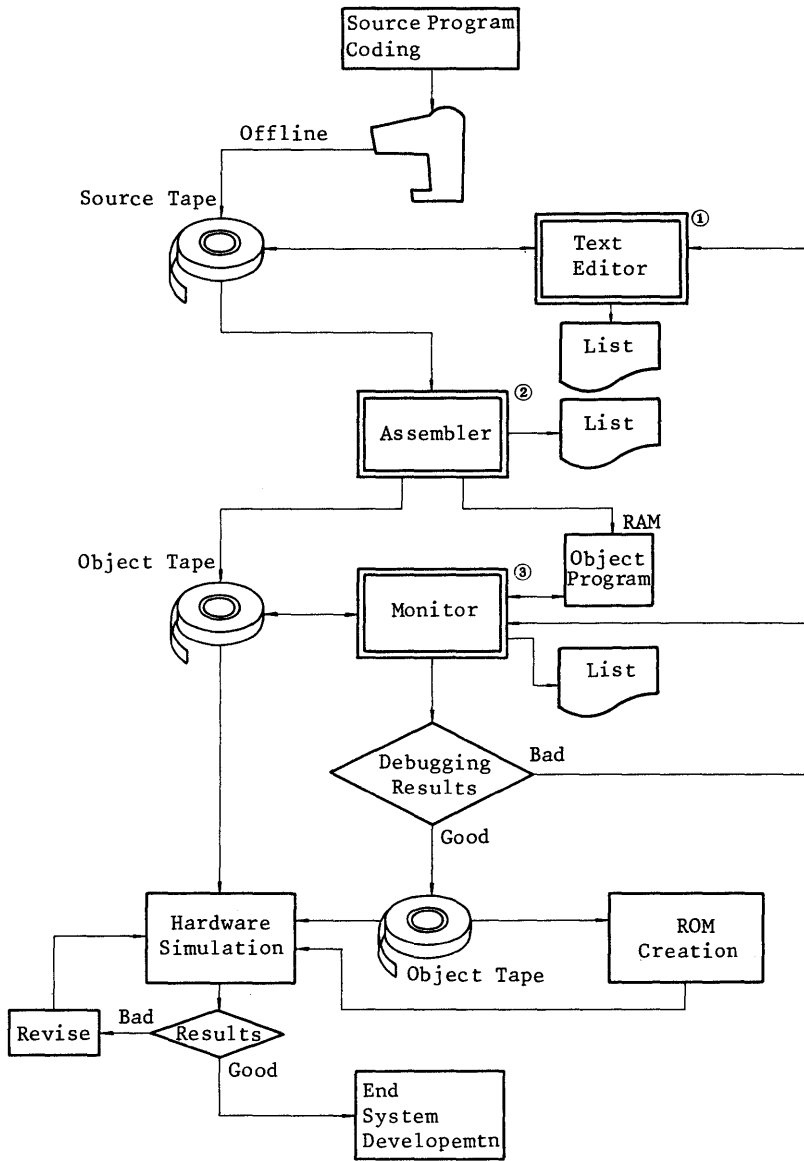 Source Program
Coding
Offline
Source Tape
①
Text
Editor
List
②
Assembler
List
RAM
Object
Program
Object Tape
③
Monitor
List
Debugging
Results
Bad
Good
Hardware
Simulation
Object Tape
ROM
Creation
Revise
Bad
Results
Good
End
System
Developemtn